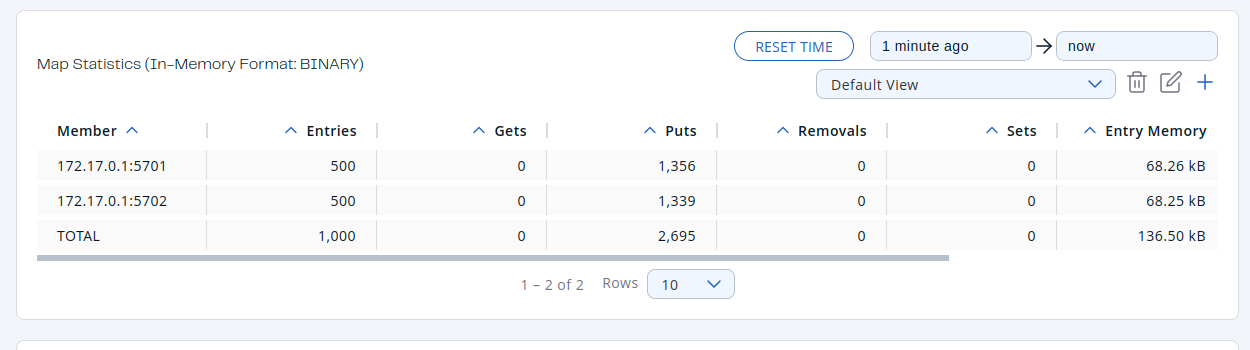 RESET TIME 1 minute ago now
Map Statistics (In-Memory Format: BINARY)
Default View
Member Entries Gets Puts Removals Sets Entry Memory
172.17.0.1:5701 500 0 1,356 0 0 68.26 kB
172.17.0.1:5702 500 0 1,339 0 0 68.25 kB
TOTAL 1,000 0 2,695 0 0 136.50 kB
1 – 2 of 2 Rows 10